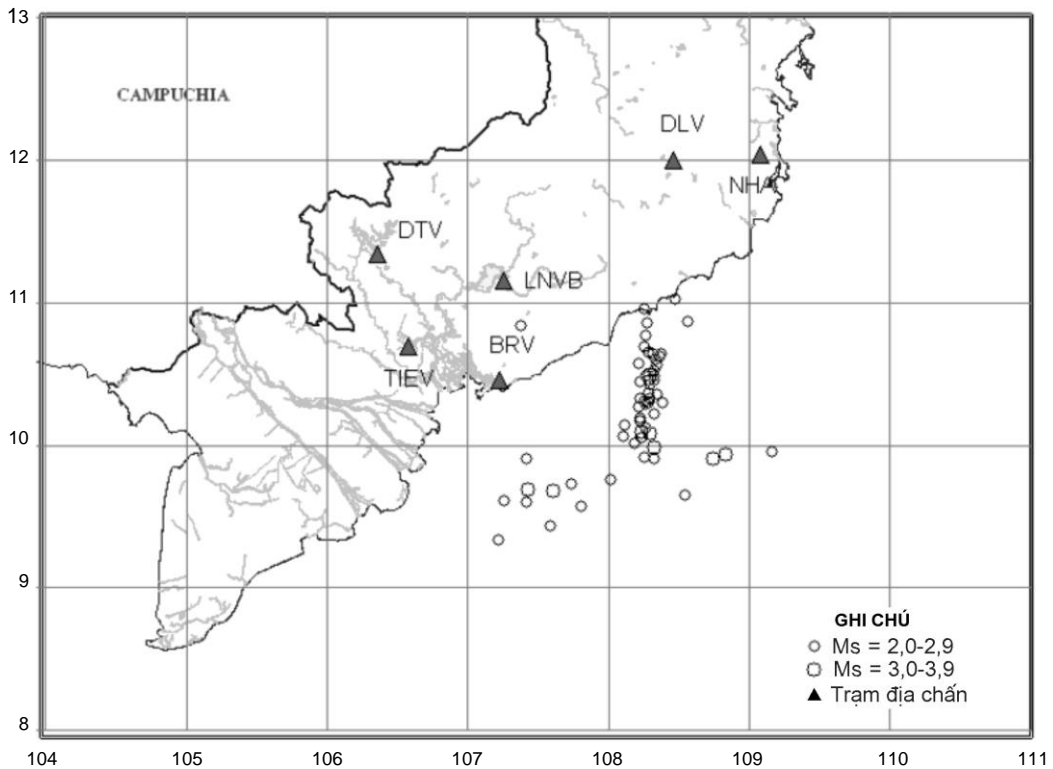 13
CAMPUCHIA
DLV
12
NHA
DTV
LNVB
11
BRV
TIEV
10
9
GHI CHÚ
Ms = 2,0-2,9
Ms = 3,0-3,9
Trạm địa chấn
8
104 105 106 107 108 109 110 111